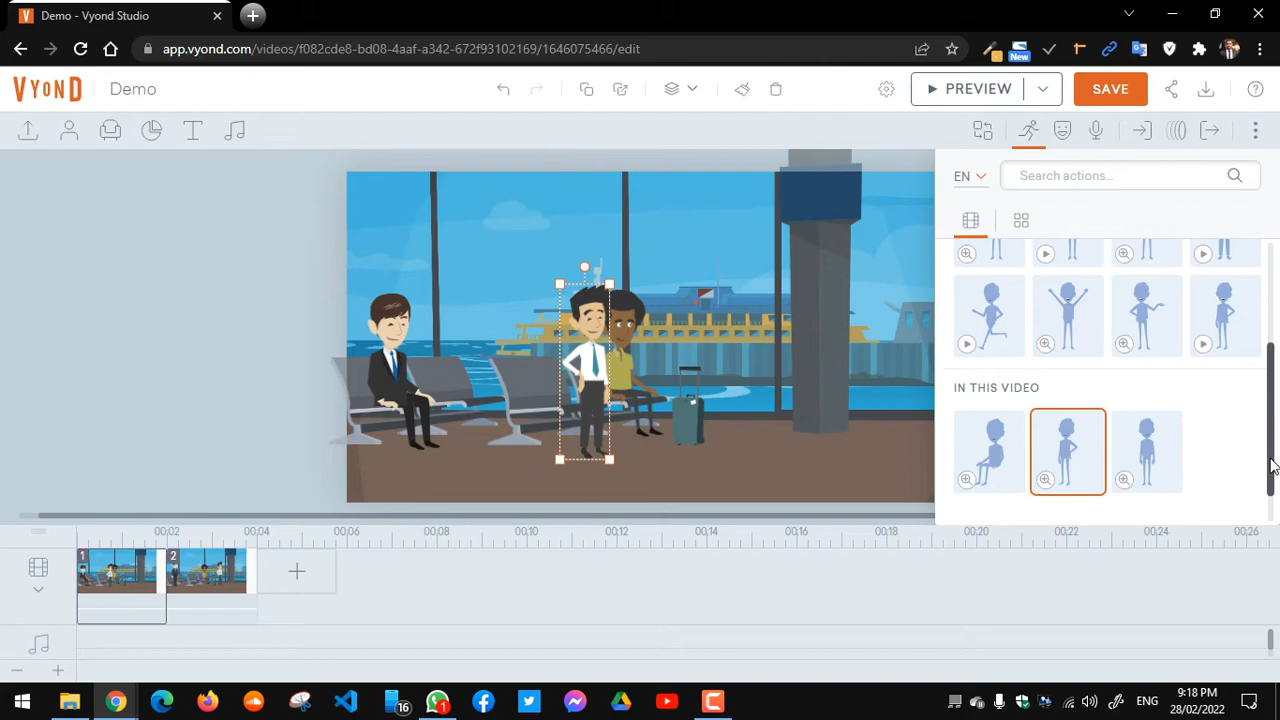 Demo - Vyond Studio
app.vyond.com/videos/f082cde8-bd08-4aaf-a342-672f93102169/1646075466/edit
New
VYOND Demo
PREVIEW SAVE
EN Search actions...
IN THIS VIDEO
00:02 00:04 00:06 00:08 00:10 00:12 00:14 00:16 00:18 00:20 00:22 00:24 00:26
1 2
16 1 ENG 9:18 PM
28/02/2022